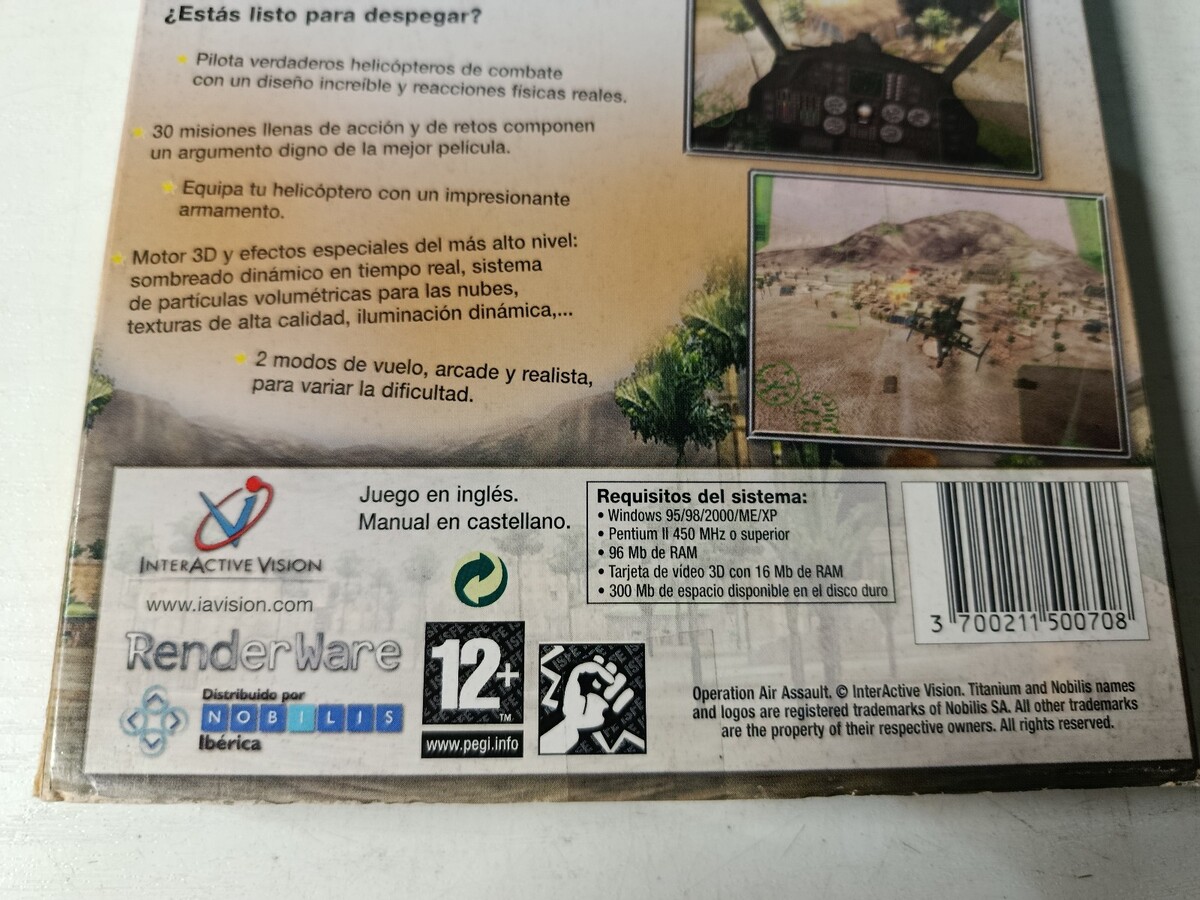 ¿Estás listo para despegar?
Pilota verdaderos helicópteros de combate
con un diseño increíble y reacciones físicas reales.
30 misiones llenas de acción y de retos componen
un argumento digno de la mejor película.
Equipa tu helicóptero con un impresionante
armamento.
Motor 3D y efectos especiales del más alto nivel:
sombreado dinámico en tiempo real, sistema
de partículas volumétricas para las nubes,
texturas de alta calidad, iluminación dinámica,...
2 modos de vuelo, arcade y realista,
para variar la dificultad.
INTERACTIVE VISION
www.iavision.com
RenderWare
Distribuido por
NOBILIS
Ibérica
Juego en inglés.
Manual en castellano.
12+
TM
www.pegi.info
Requisitos del sistema:
• Windows 95/98/2000/ME/XP
• Pentium II 450 MHz o superior
• 96 Mb de RAM
• Tarjeta de vídeo 3D con 16 Mb de RAM
• 300 Mb de espacio disponible en el disco duro
3 700211 500708
Operation Air Assault. © InterActive Vision. Titanium and Nobilis names
and logos are registered trademarks of Nobilis SA. All other trademarks
are the property of their respective owners. All rights reserved.